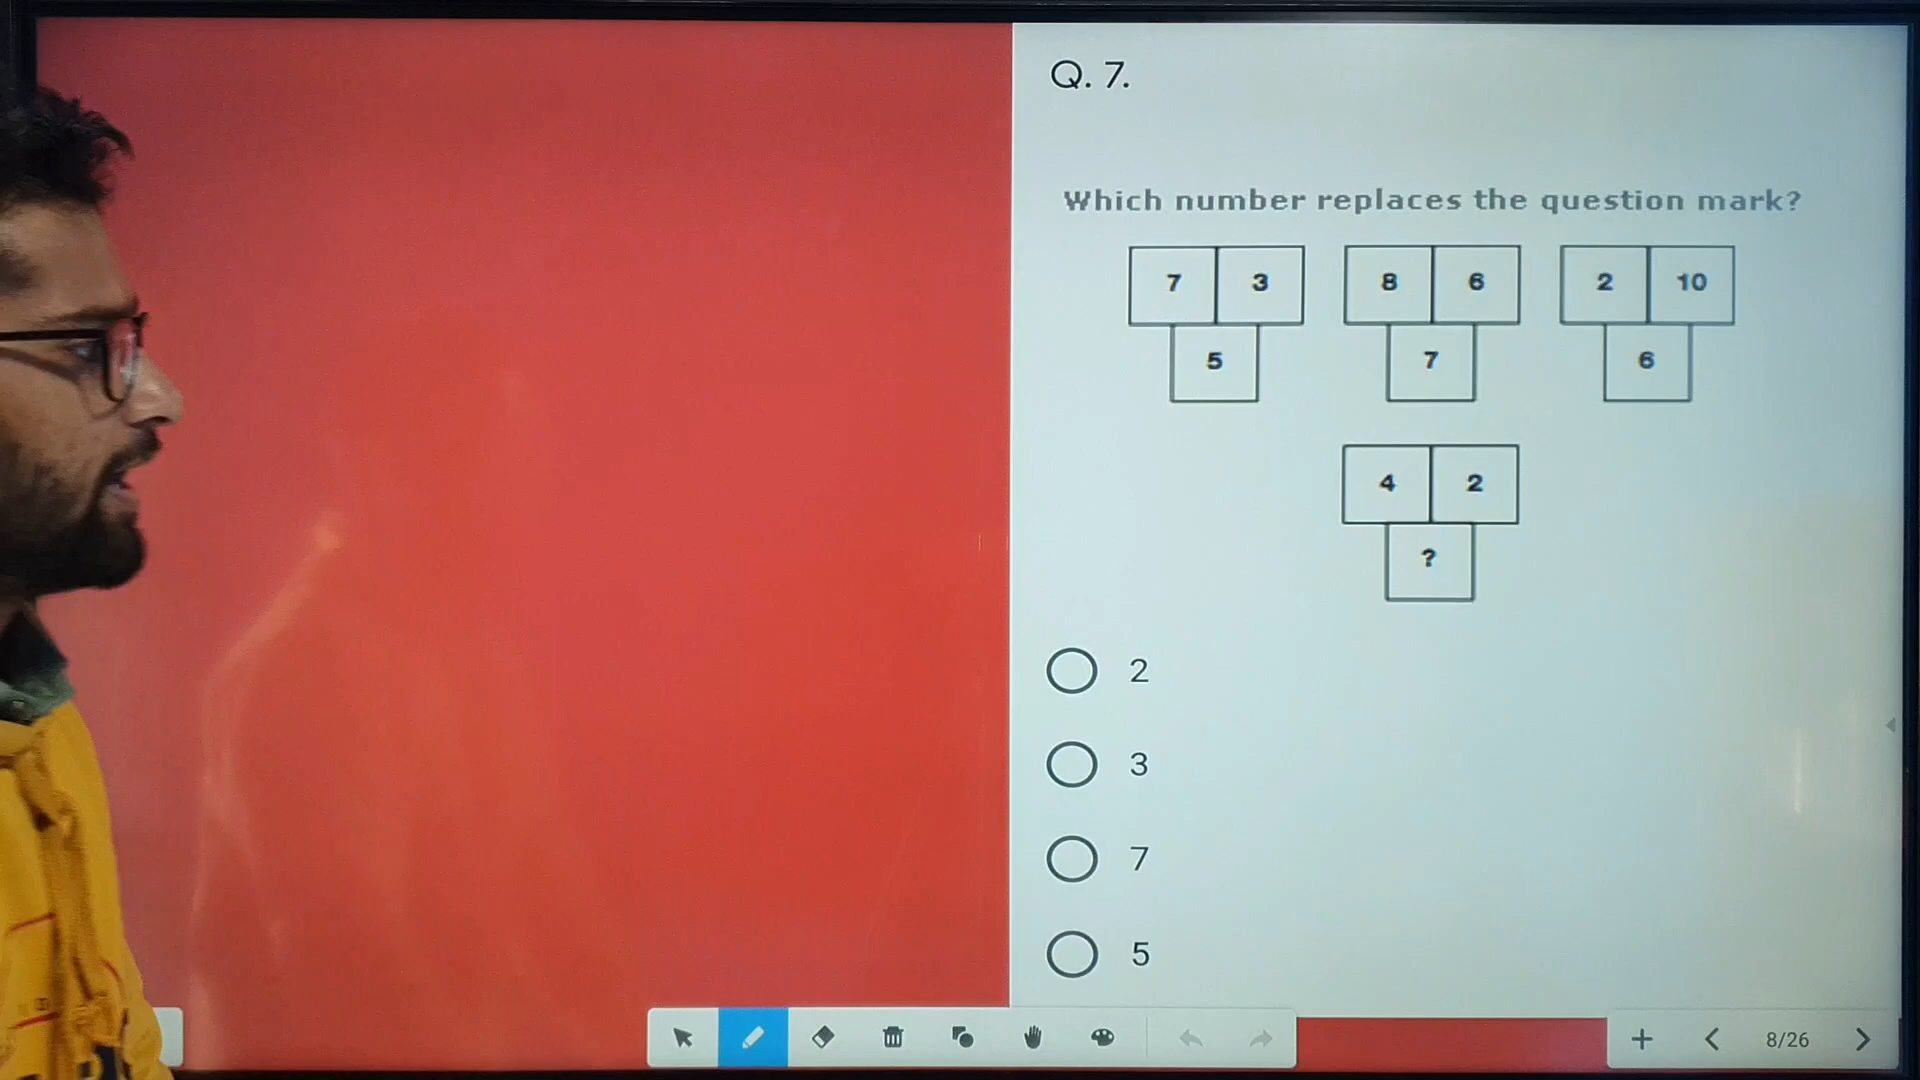 Q. 7.
Which number replaces the question mark?
7 3 8 6 2 10
5 7 6
4 2
?
2
3
7
5
8/26